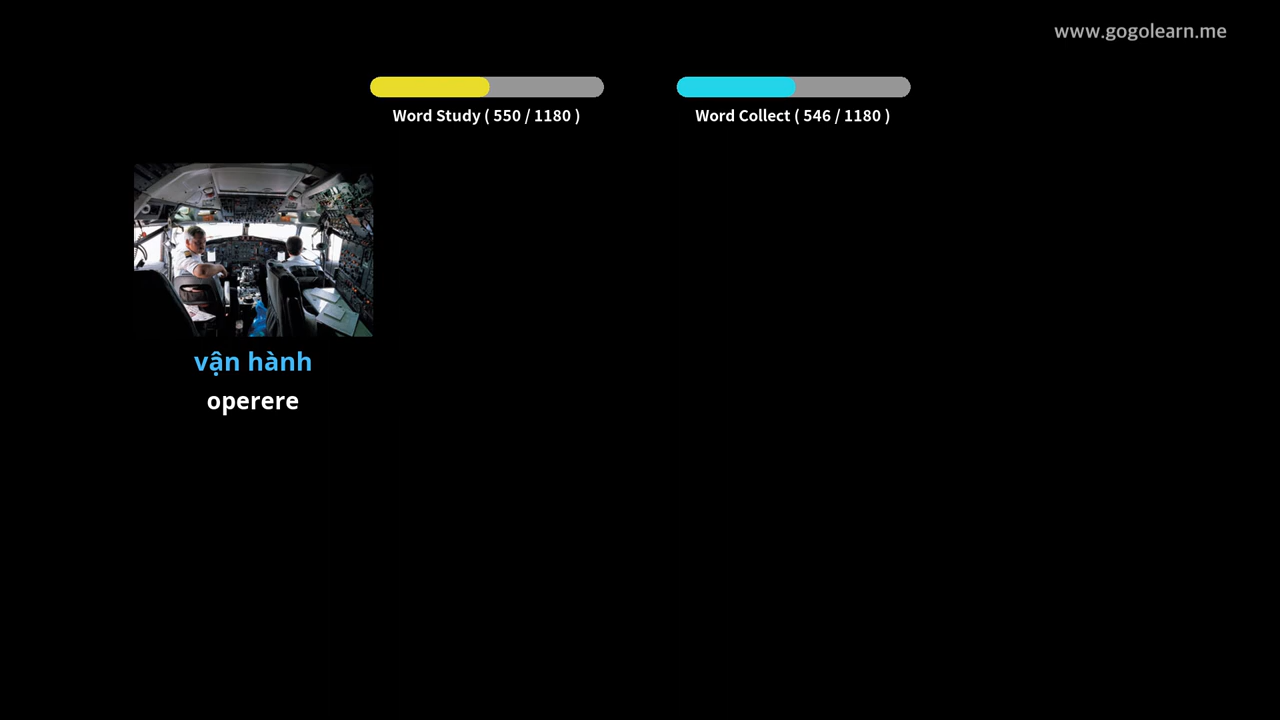 www.gogolearn.me
Word Study ( 550 / 1180 )
Word Collect ( 546 / 1180 )
vận hành
operere